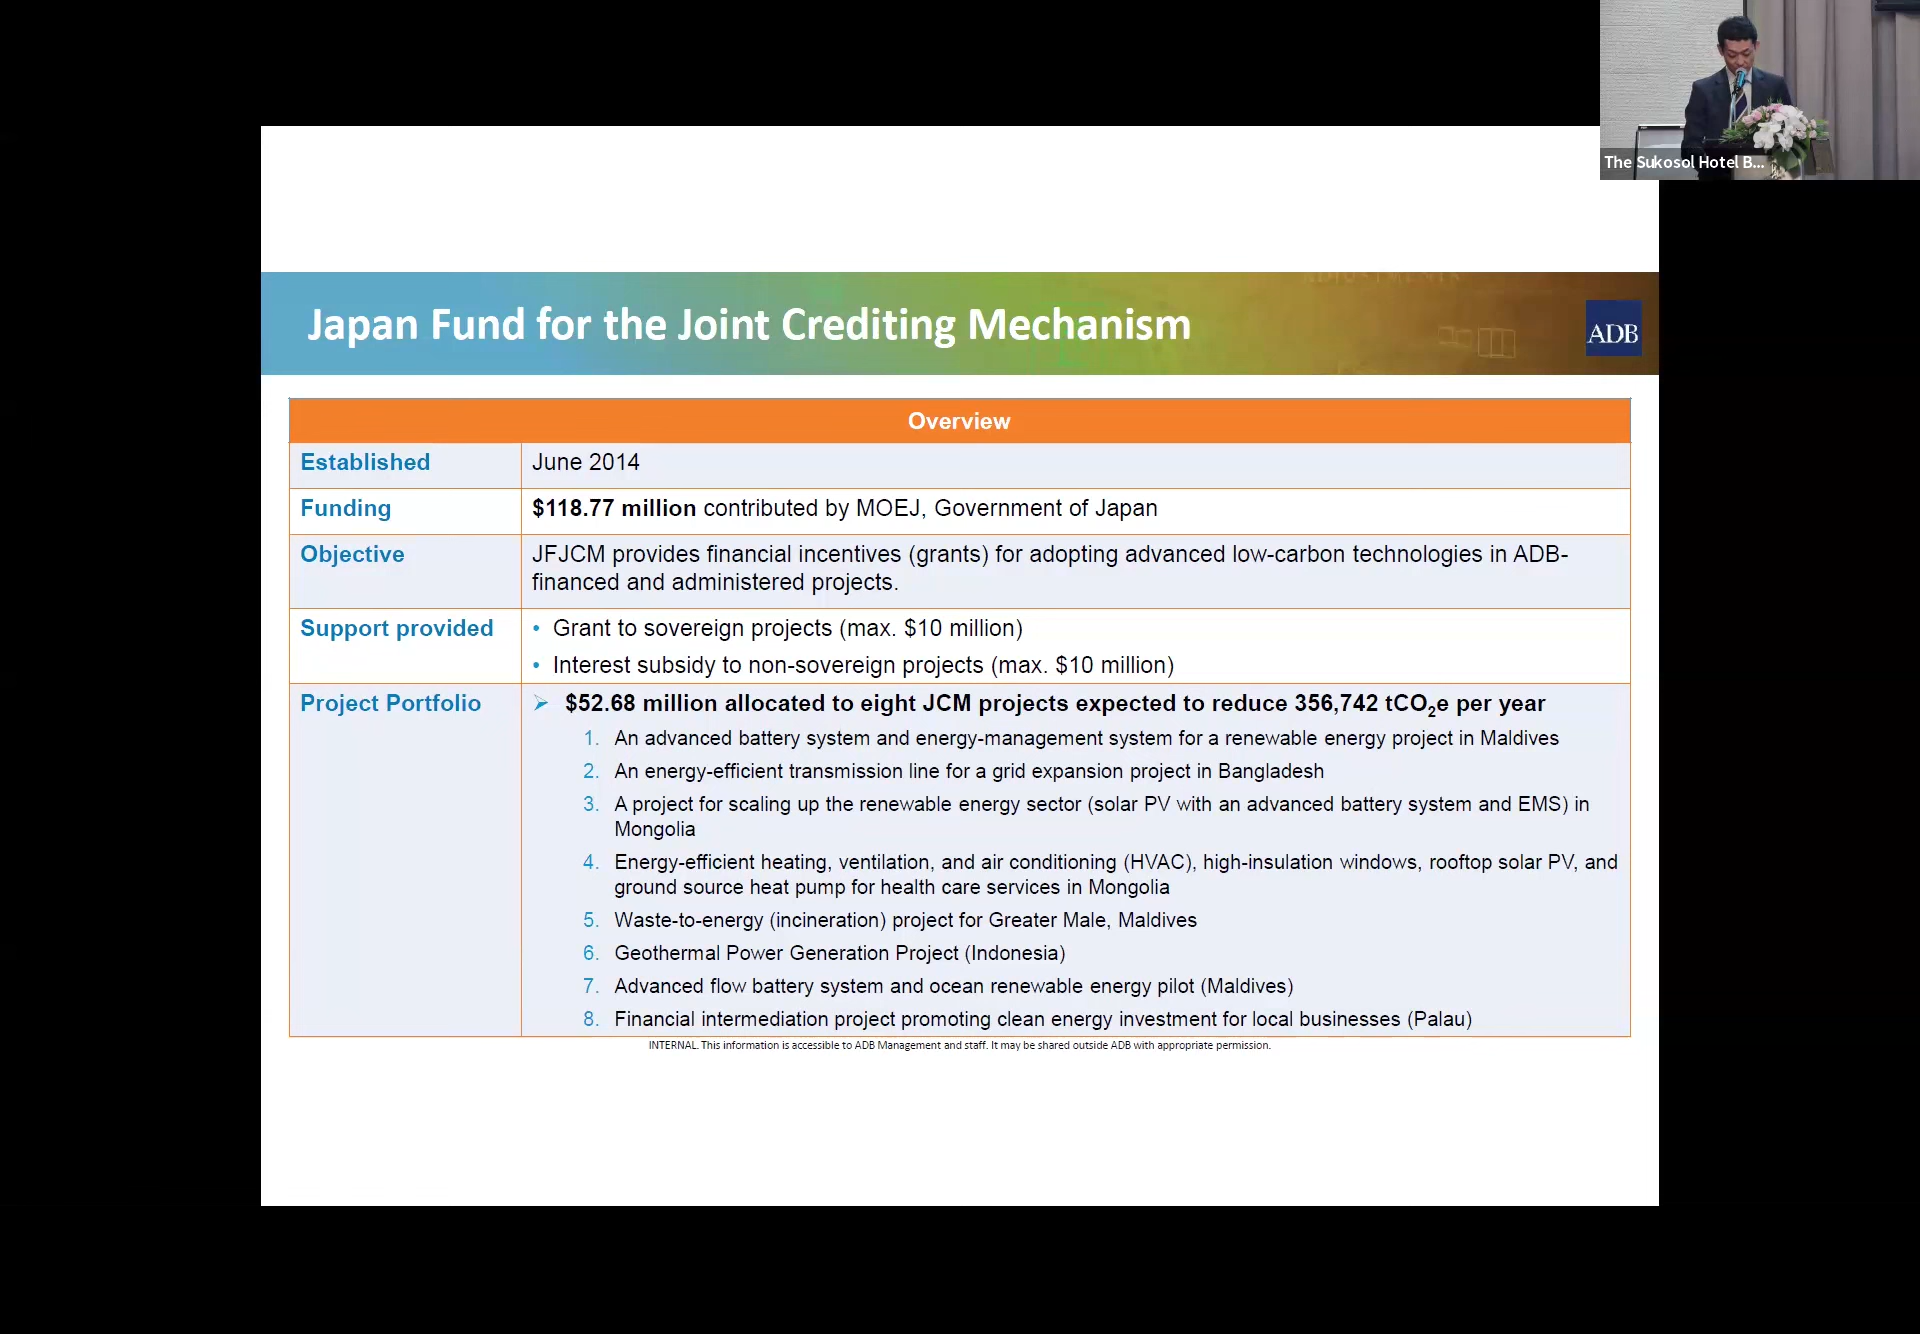 The Sukosol Hotel B...
Japan Fund for the Joint Crediting Mechanism
ADB
Overview
Established
June 2014
Funding
$118.77 million contributed by MOEJ, Government of Japan
Objective
JFJCM provides financial incentives (grants) for adopting advanced low-carbon technologies in ADB-
financed and administered projects.
Support provided
• Grant to sovereign projects (max. $10 million)
• Interest subsidy to non-sovereign projects (max. $10 million)
Project Portfolio
➢ $52.68 million allocated to eight JCM projects expected to reduce 356,742 tCO₂e per year
1. An advanced battery system and energy-management system for a renewable energy project in Maldives
2. An energy-efficient transmission line for a grid expansion project in Bangladesh
3. A project for scaling up the renewable energy sector (solar PV with an advanced battery system and EMS) in
Mongolia
4. Energy-efficient heating, ventilation, and air conditioning (HVAC), high-insulation windows, rooftop solar PV, and
ground source heat pump for health care services in Mongolia
5. Waste-to-energy (incineration) project for Greater Male, Maldives
6. Geothermal Power Generation Project (Indonesia)
7. Advanced flow battery system and ocean renewable energy pilot (Maldives)
8. Financial intermediation project promoting clean energy investment for local businesses (Palau)
INTERNAL. This information is accessible to ADB Management and staff. It may be shared outside ADB with appropriate permission.